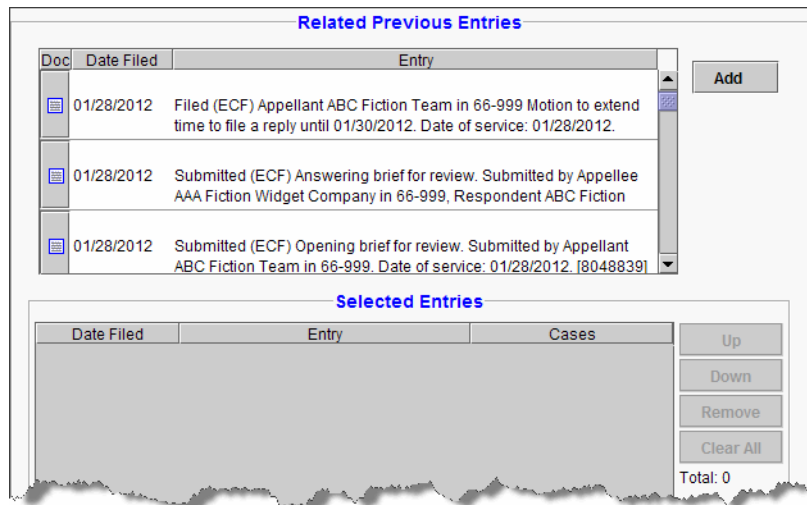 Related Previous Entries
Doc Date Filed Entry
Add
01/28/2012 Filed (ECF) Appellant ABC Fiction Team in 66-999 Motion to extend
time to file a reply until 01/30/2012. Date of service: 01/28/2012.
01/28/2012 Submitted (ECF) Answering brief for review. Submitted by Appellee
AAA Fiction Widget Company in 66-999, Respondent ABC Fiction
01/28/2012 Submitted (ECF) Opening brief for review. Submitted by Appellant
ABC Fiction Team in 66-999. Date of service: 01/28/2012. [8048839]
Selected Entries
Date Filed Entry Cases
Up
Down
Remove
Clear All
Total: 0